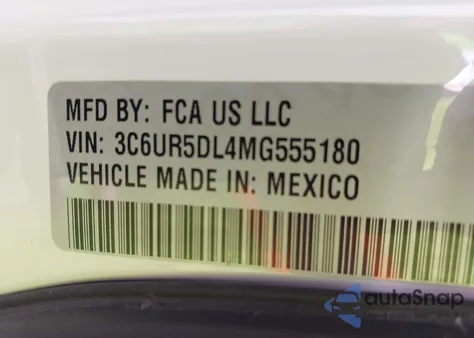 MFD BY: FCA US LLC
VIN: 3C6UR5DL4MG555180
VEHICLE MADE IN: MEXICO
autoSnap